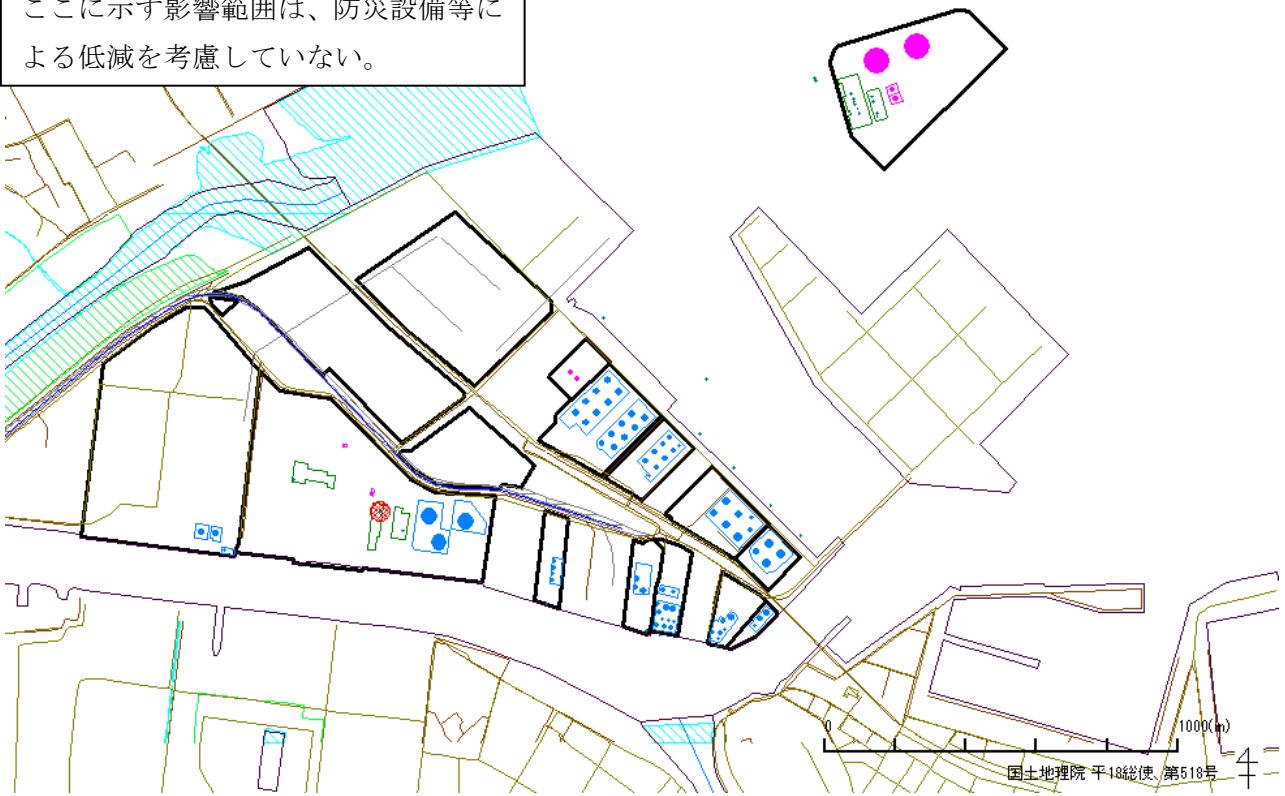 ここに示す影響範囲は、防災設備等に
よる低減を考慮していない。
0 1000(m)
国土地理院 平18総使、第518号